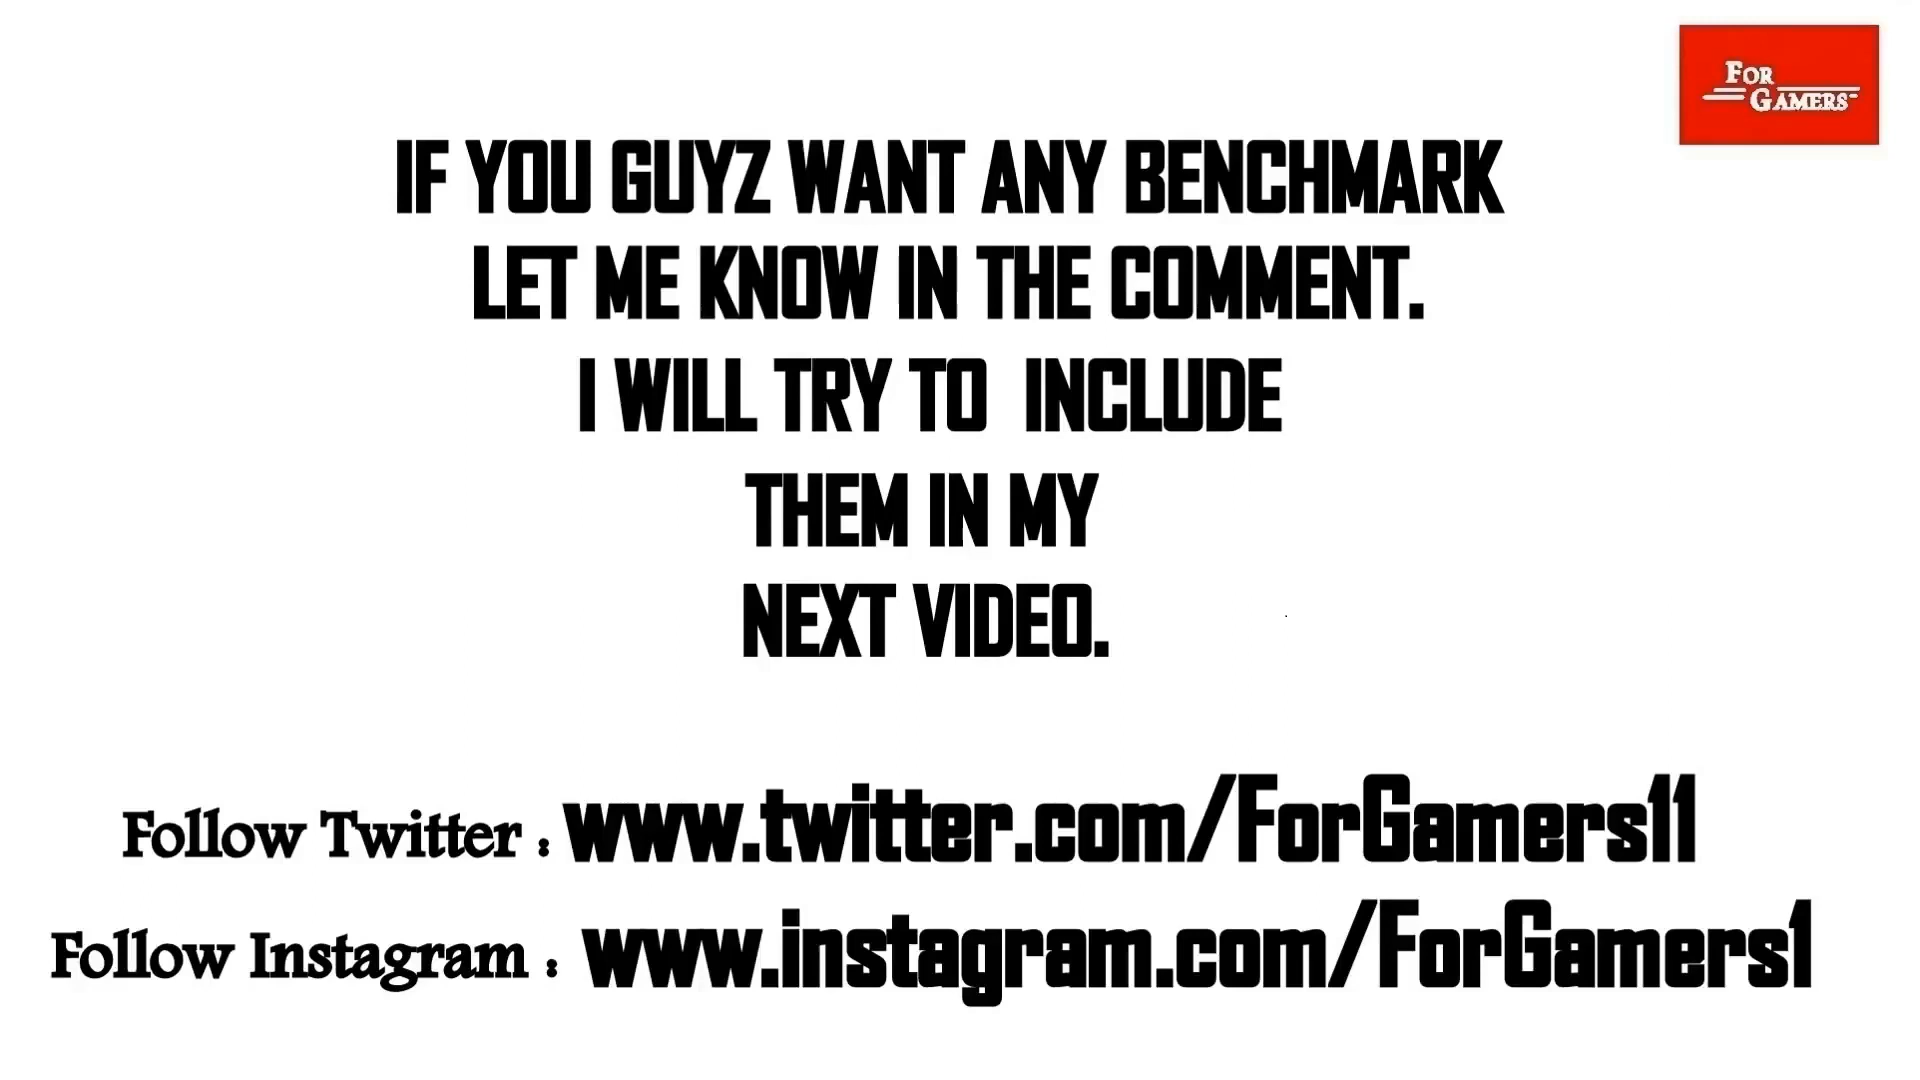 FOR
GAMERS
IF YOU GUYZ WANT ANY BENCHMARK
LET ME KNOW IN THE COMMENT.
I WILL TRY TO INCLUDE
THEM IN MY
NEXT VIDEO.
Follow Twitter : www.twitter.com/ForGamers11
Follow Instagram : www.instagram.com/ForGamers1